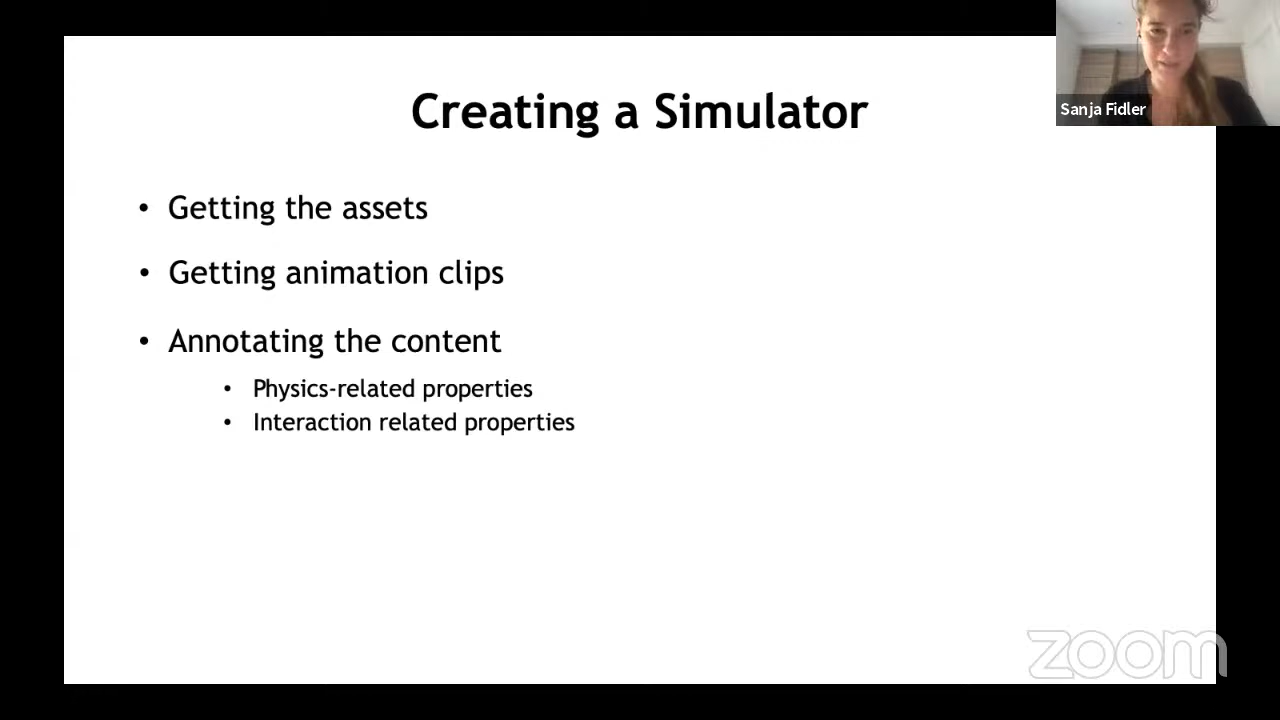 Creating a Simulator
Sanja Fidler
• Getting the assets
• Getting animation clips
• Annotating the content
• Physics-related properties
• Interaction related properties
zoom